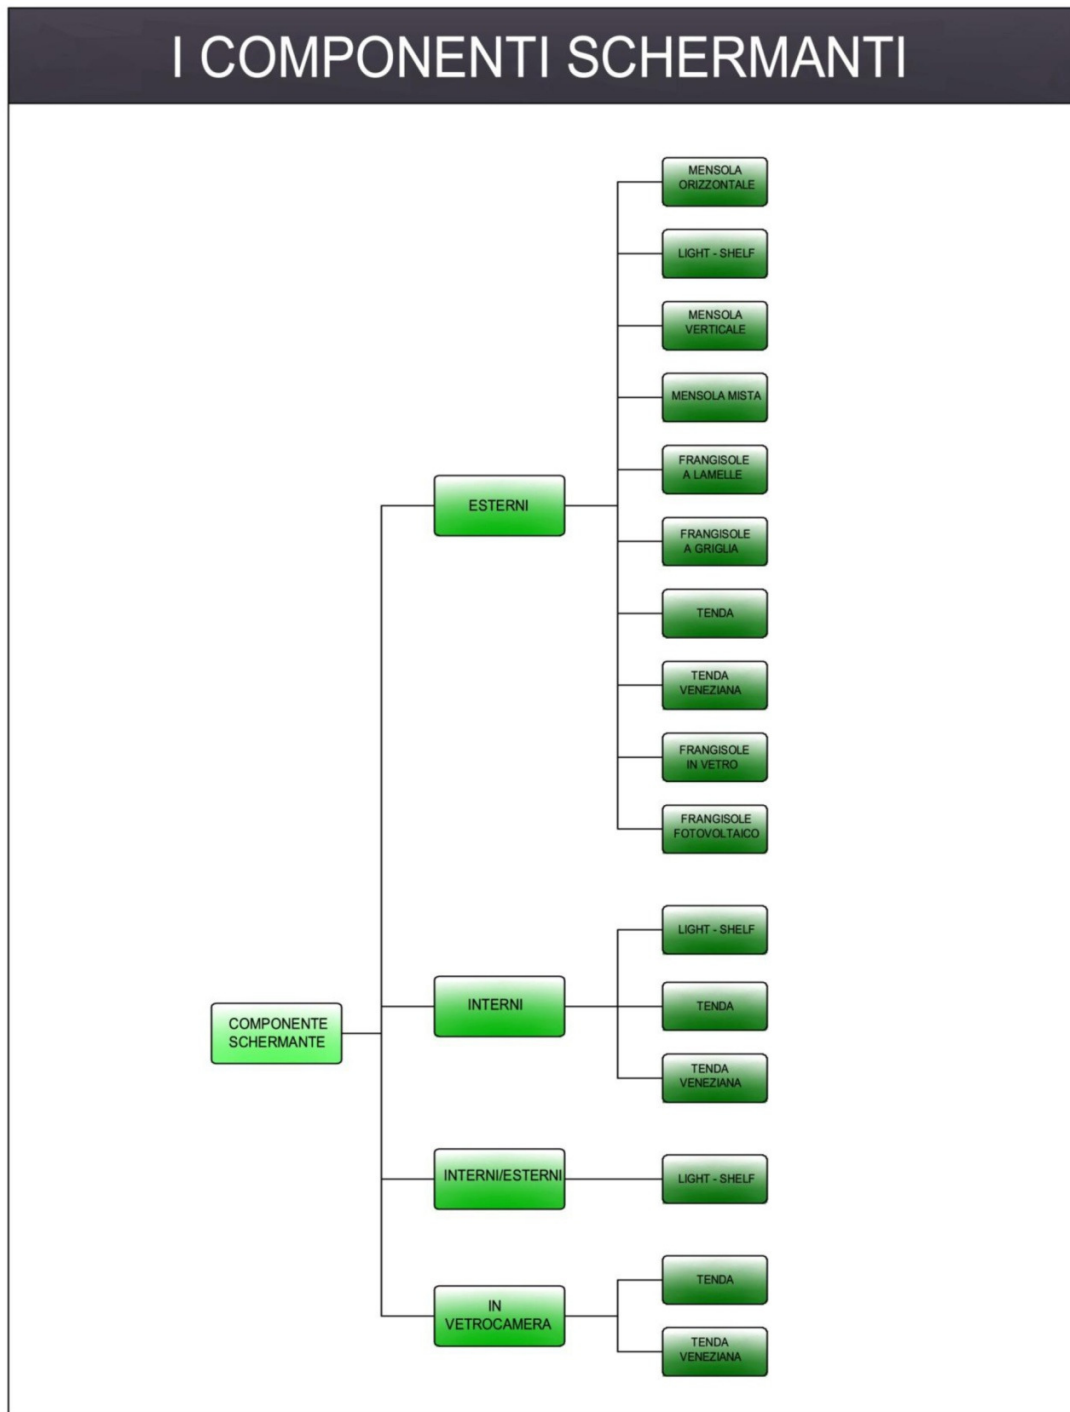 I COMPONENTI SCHERMANTI
MENSOLA
ORIZZONTALE
LIGHT - SHELF
MENSOLA
VERTICALE
MENSOLA MISTA
FRANGISOLE
A LAMELLE
ESTERNI
FRANGISOLE
A GRIGLIA
TENDA
TENDA
VENEZIANA
FRANGISOLE
IN VETRO
FRANGISOLE
FOTOVOLTAICO
LIGHT - SHELF
INTERNI
TENDA
COMPONENTE
SCHERMANTE
TENDA
VENEZIANA
INTERNI/ESTERNI
LIGHT - SHELF
TENDA
IN
VETROCAMERA
TENDA
VENEZIANA